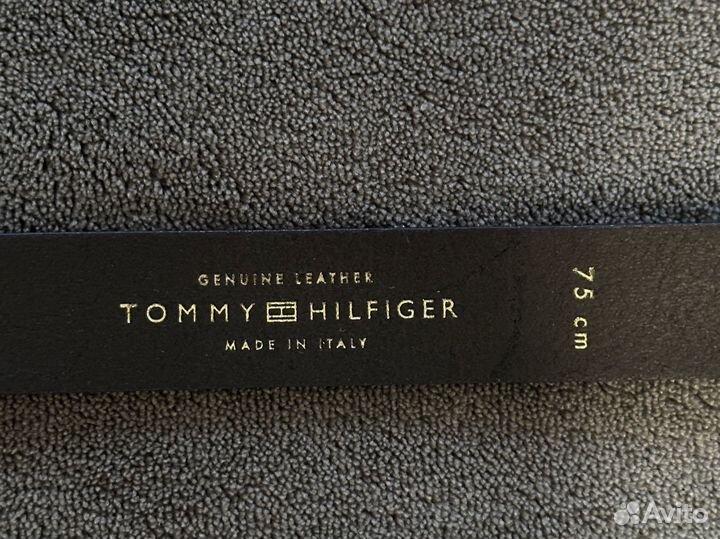 GENUINE LEATHER
TOMMY HILFIGER
MADE IN ITALY
75 cm
Avito